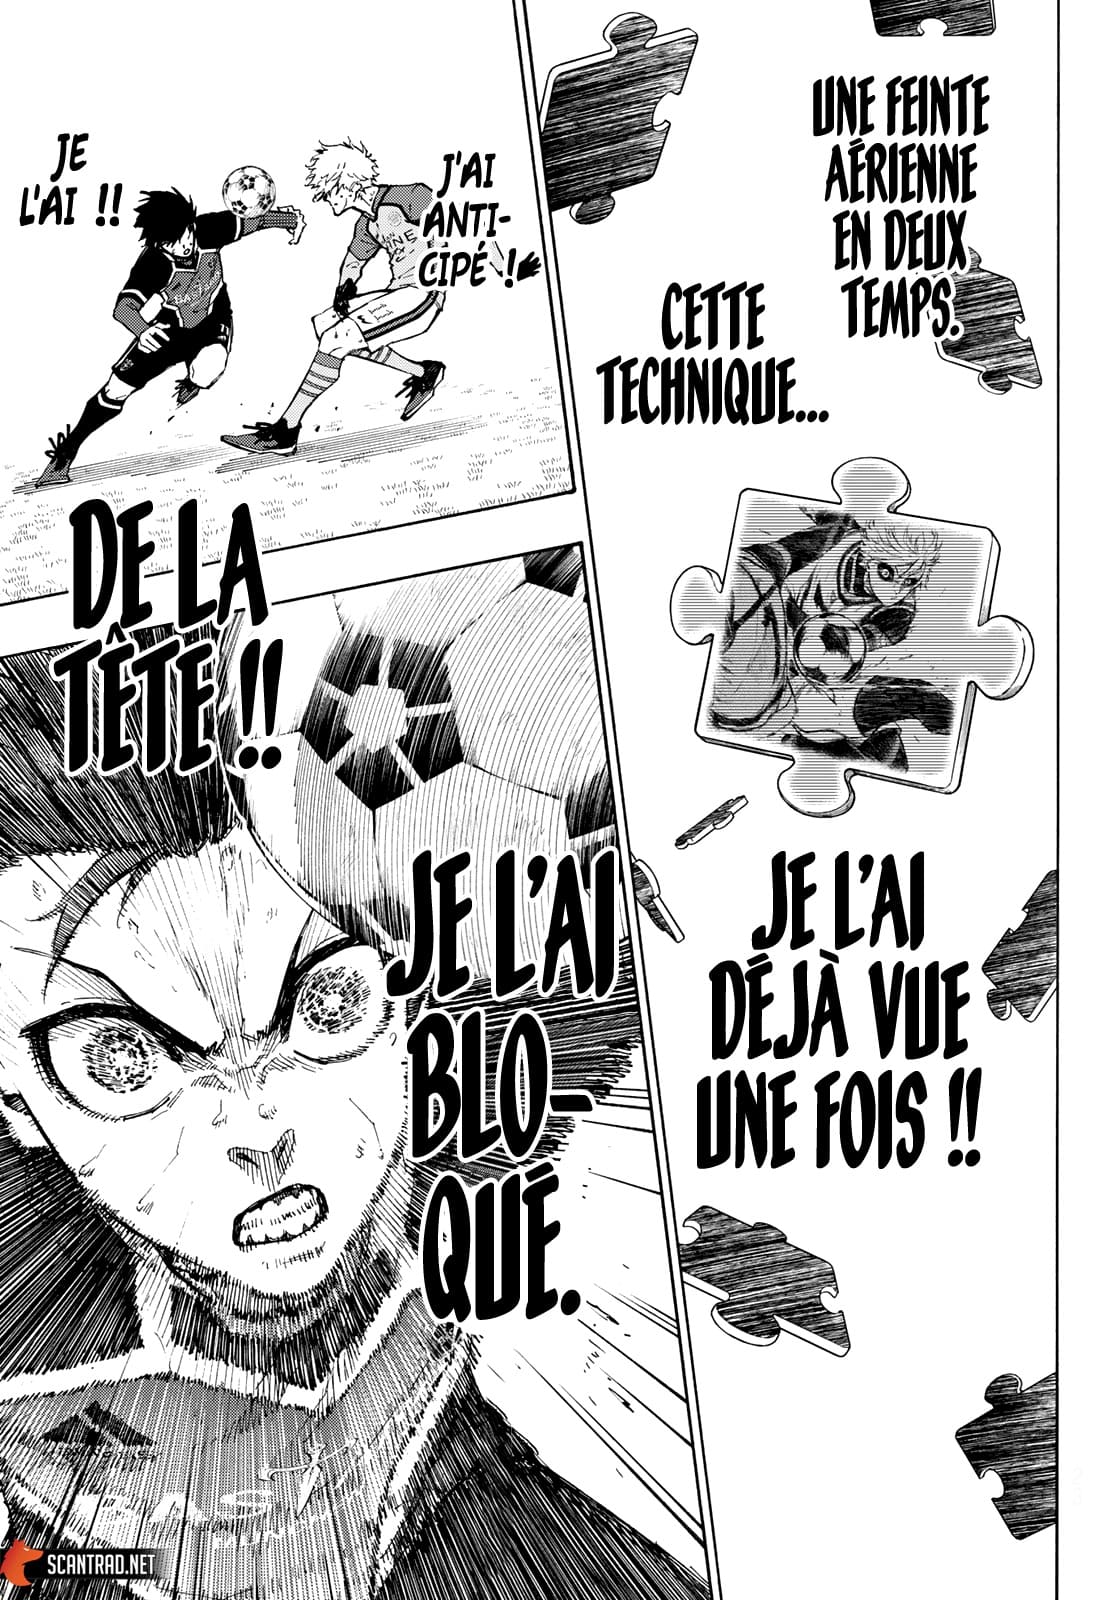 UNE FEINTE
AÉRIENNE
EN DEUX
TEMPS.
CETTE
TECHNIQUE...
JE L'AI
DÉJÀ VUE
UNE FOIS !!
J'AI
ANTI-
CIPÉ !
JE
L'AI !!
DE LA
TÊTE !!
JE L'AI
BLO-
QUÉ.
BAS
SCANTRAD.NET